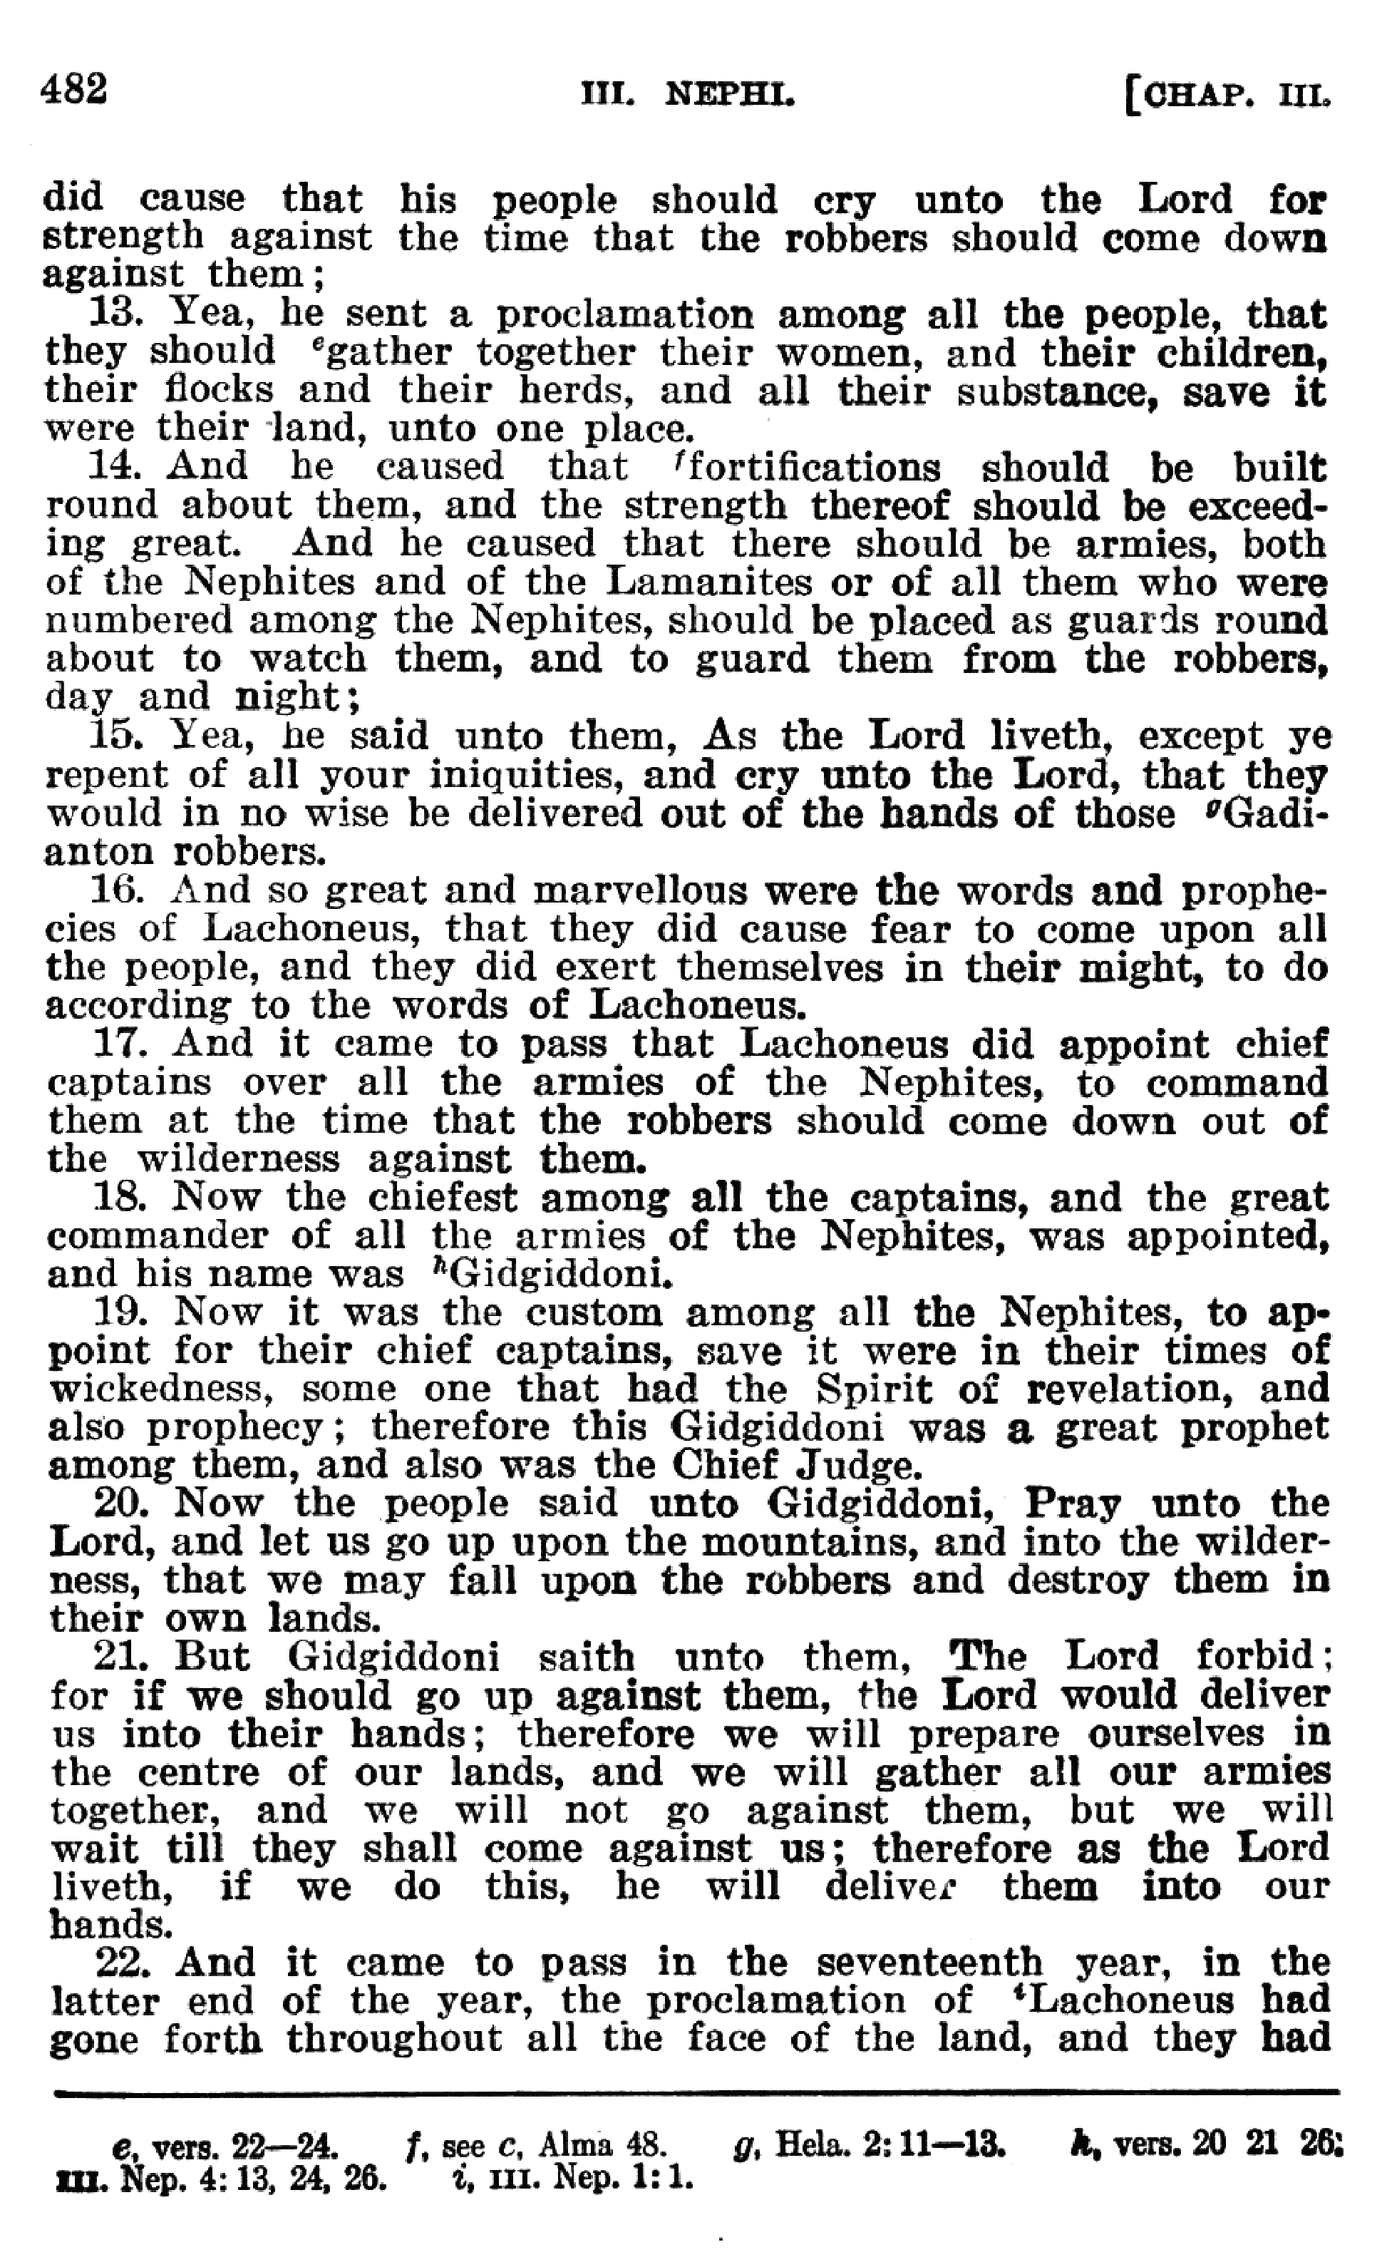 482 III. NEPHI. [CHAP. III.
did cause that his people should cry unto the Lord for
strength against the time that the robbers should come down
against them;
13. Yea, he sent a proclamation among all the people, that
they should ᵉgather together their women, and their children,
their flocks and their herds, and all their substance, save it
were their land, unto one place.
14. And he caused that ᶠfortifications should be built
round about them, and the strength thereof should be exceed-
ing great. And he caused that there should be armies, both
of the Nephites and of the Lamanites or of all them who were
numbered among the Nephites, should be placed as guards round
about to watch them, and to guard them from the robbers,
day and night;
15. Yea, he said unto them, As the Lord liveth, except ye
repent of all your iniquities, and cry unto the Lord, that they
would in no wise be delivered out of the hands of those ᵍGadi-
anton robbers.
16. And so great and marvellous were the words and prophe-
cies of Lachoneus, that they did cause fear to come upon all
the people, and they did exert themselves in their might, to do
according to the words of Lachoneus.
17. And it came to pass that Lachoneus did appoint chief
captains over all the armies of the Nephites, to command
them at the time that the robbers should come down out of
the wilderness against them.
18. Now the chiefest among all the captains, and the great
commander of all the armies of the Nephites, was appointed,
and his name was ʰGidgiddoni.
19. Now it was the custom among all the Nephites, to ap-
point for their chief captains, save it were in their times of
wickedness, some one that had the Spirit of revelation, and
also prophecy; therefore this Gidgiddoni was a great prophet
among them, and also was the Chief Judge.
20. Now the people said unto Gidgiddoni, Pray unto the
Lord, and let us go up upon the mountains, and into the wilder-
ness, that we may fall upon the robbers and destroy them in
their own lands.
21. But Gidgiddoni saith unto them, The Lord forbid;
for if we should go up against them, the Lord would deliver
us into their hands; therefore we will prepare ourselves in
the centre of our lands, and we will gather all our armies
together, and we will not go against them, but we will
wait till they shall come against us; therefore as the Lord
liveth, if we do this, he will deliver them into our
hands.
22. And it came to pass in the seventeenth year, in the
latter end of the year, the proclamation of ⁱLachoneus had
gone forth throughout all the face of the land, and they had
e, vers. 22—24. f, see c, Alma 48. g, Hela. 2: 11—13. h, vers. 20 21 26;
III. Nep. 4: 13, 24, 26. i, III. Nep. 1: 1.